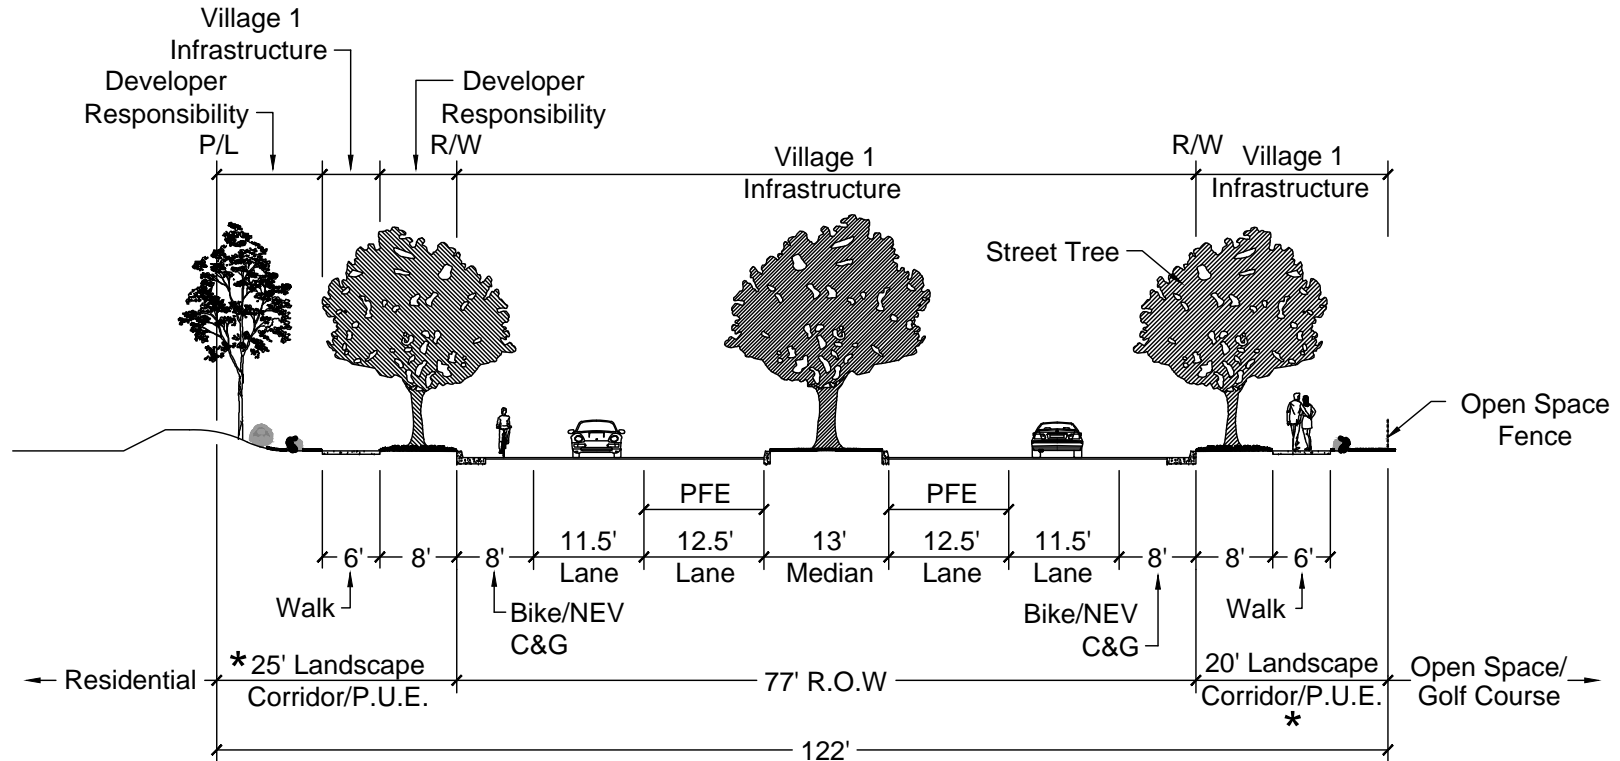 Village 1
Infrastructure
Developer
Responsibility
Developer
Responsibility
P/L
R/W
Village 1
Infrastructure
R/W
Village 1
Infrastructure
Street Tree
Open Space
Fence
PFE
PFE
6'
8'
8'
11.5'
Lane
12.5'
Lane
13'
Median
12.5'
Lane
11.5'
Lane
8'
8'
6'
Walk
Bike/NEV
C&G
Bike/NEV
C&G
Walk
Residential
* 25' Landscape
Corridor/P.U.E.
77' R.O.W
20' Landscape
Corridor/P.U.E.
*
Open Space/
Golf Course
122'